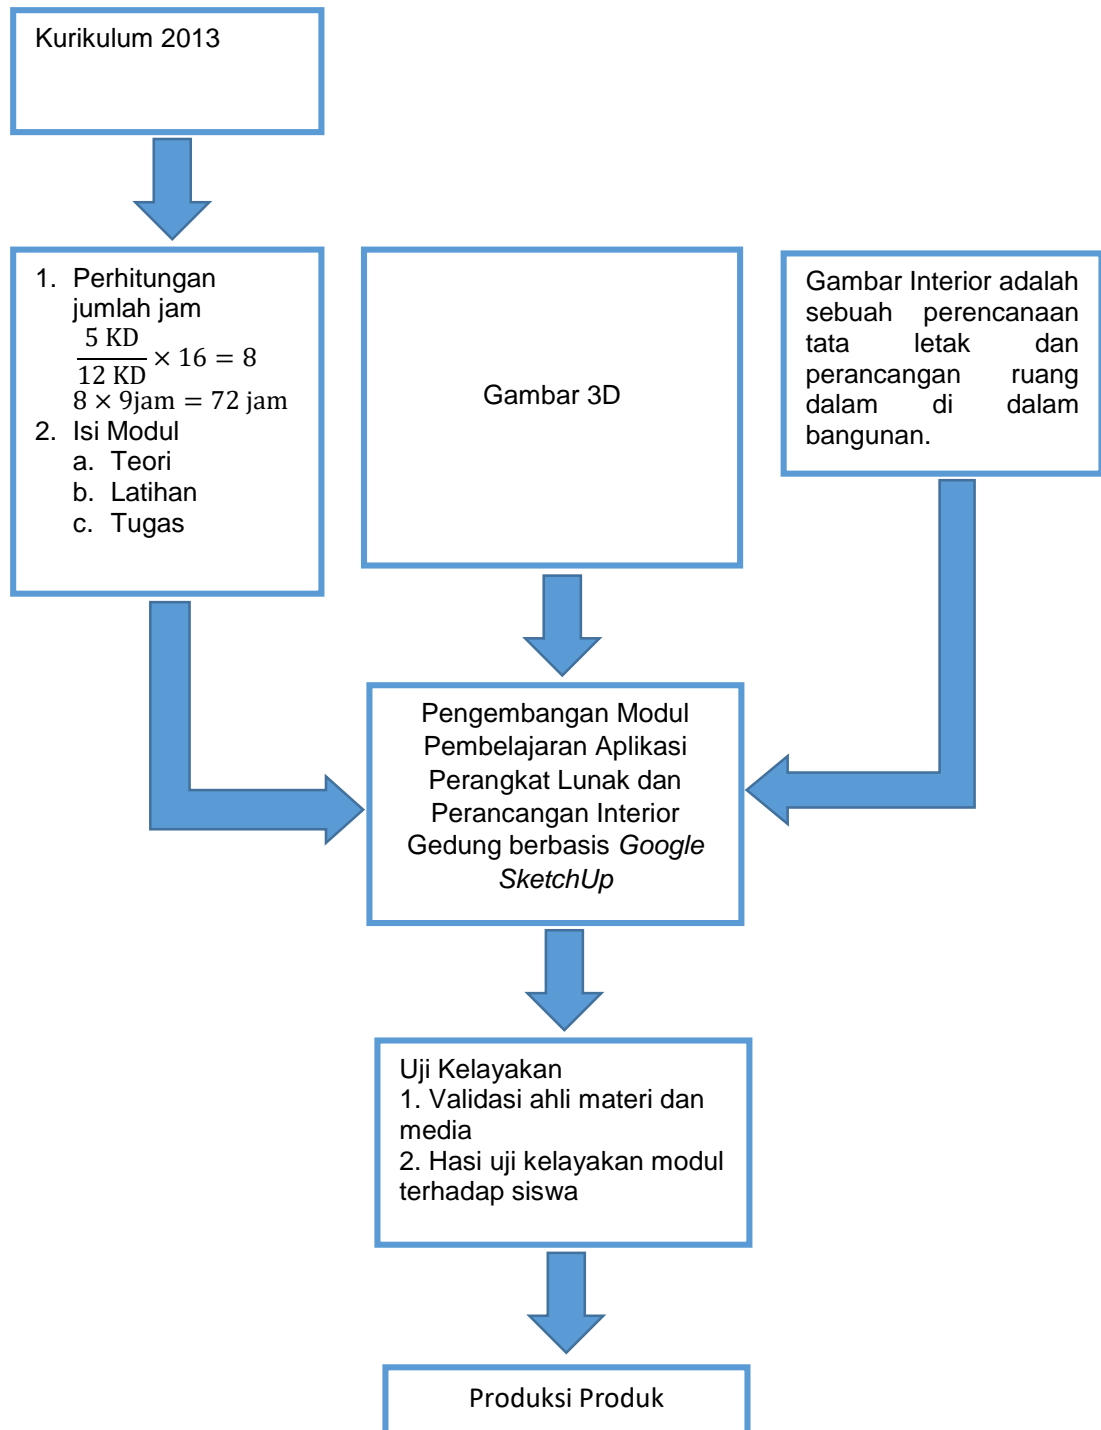 Kurikulum 2013
1. Perhitungan
jumlah jam
5 KD
12 KD
× 16 = 8
8 × 9jam = 72 jam
2. Isi Modul
a. Teori
b. Latihan
c. Tugas
Gambar 3D
Gambar Interior adalah
sebuah perencanaan
tata letak dan
perancangan ruang
dalam di dalam
bangunan.
Pengembangan Modul
Pembelajaran Aplikasi
Perangkat Lunak dan
Perancangan Interior
Gedung berbasis Google
SketchUp
Uji Kelayakan
1. Validasi ahli materi dan
media
2. Hasi uji kelayakan modul
terhadap siswa
Produksi Produk